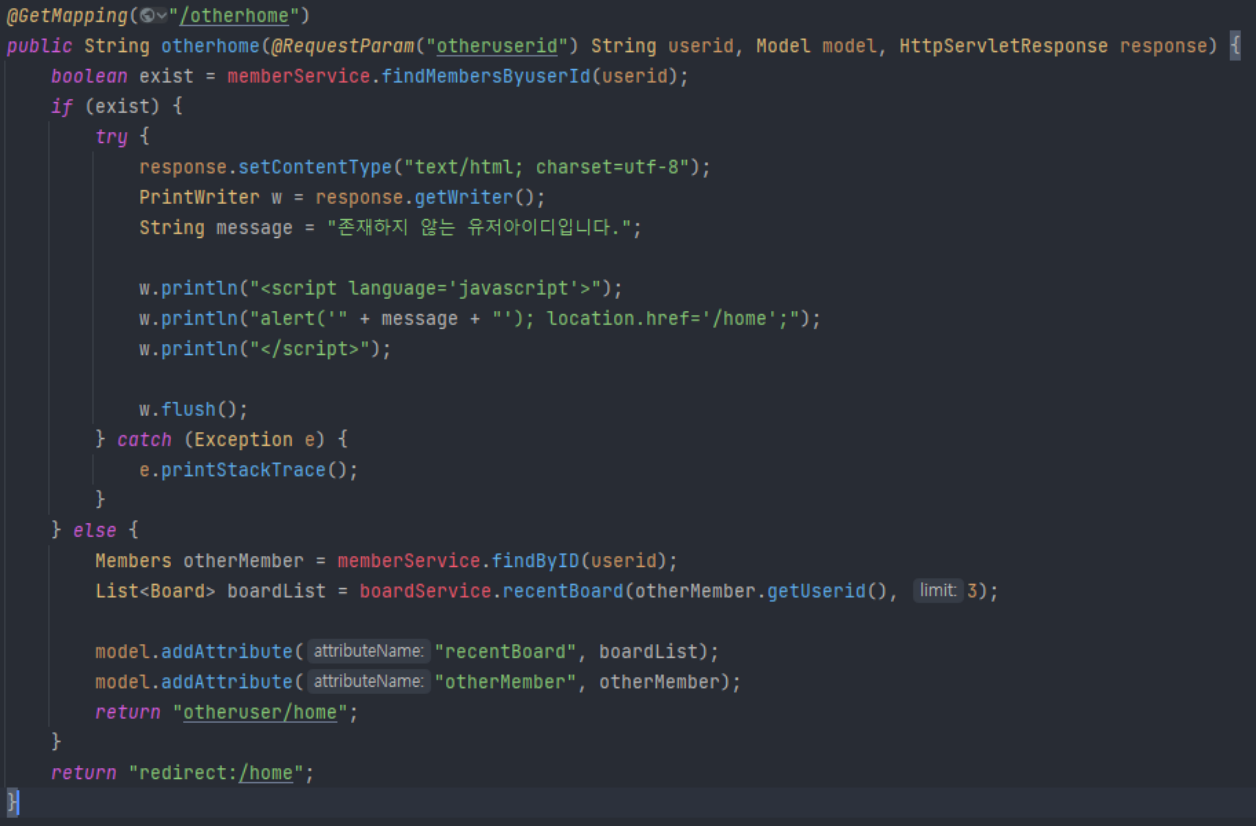 @GetMapping("/otherhome")
public String otherhome(@RequestParam("otheruserid") String userid, Model model, HttpServletResponse response) {
    boolean exist = memberService.findMembersByuserId(userid);
    if (exist) {
        try {
            response.setContentType("text/html; charset=utf-8");
            PrintWriter w = response.getWriter();
            String message = "존재하지 않는 유저아이디입니다.";

            w.println("<script language='javascript'>");
            w.println("alert('" + message + "'); location.href='/home';");
            w.println("</script>");

            w.flush();
        } catch (Exception e) {
            e.printStackTrace();
        }
    } else {
        Members otherMember = memberService.findByID(userid);
        List<Board> boardList = boardService.recentBoard(otherMember.getUserid(), limit: 3);

        model.addAttribute( attributeName: "recentBoard", boardList);
        model.addAttribute( attributeName: "otherMember", otherMember);
        return "otheruser/home";
    }
    return "redirect:/home";
}